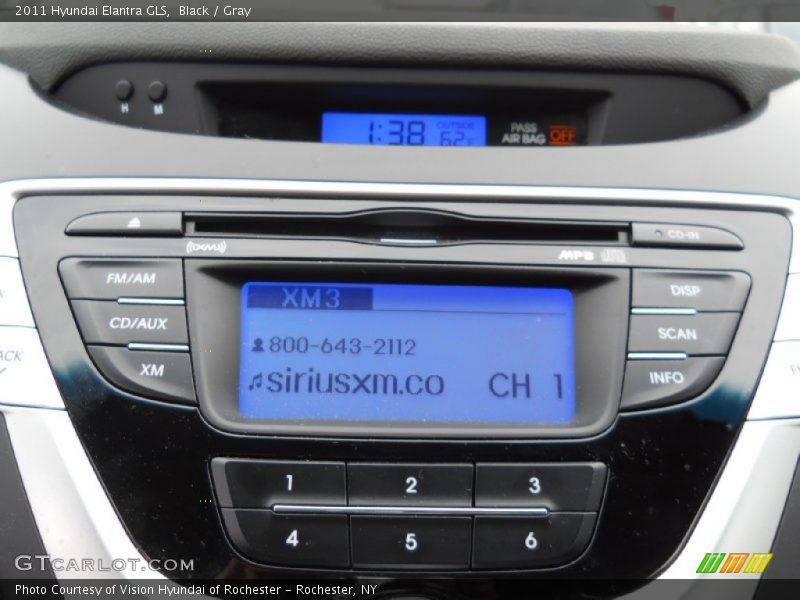 2011 Hyundai Elantra GLS,  Black / Gray
H M
1:38 OUTSIDE 62°F
PASS AIR BAG OFF
((XM))
MP3
CD-IN
FM/AM
CD/AUX
XM
XM3
800-643-2112
siriusxm.co CH 1
DISP
SCAN
INFO
ACK
1 2 3
4 5 6
GTCARLOT.COM
Photo Courtesy of Vision Hyundai of Rochester – Rochester, NY